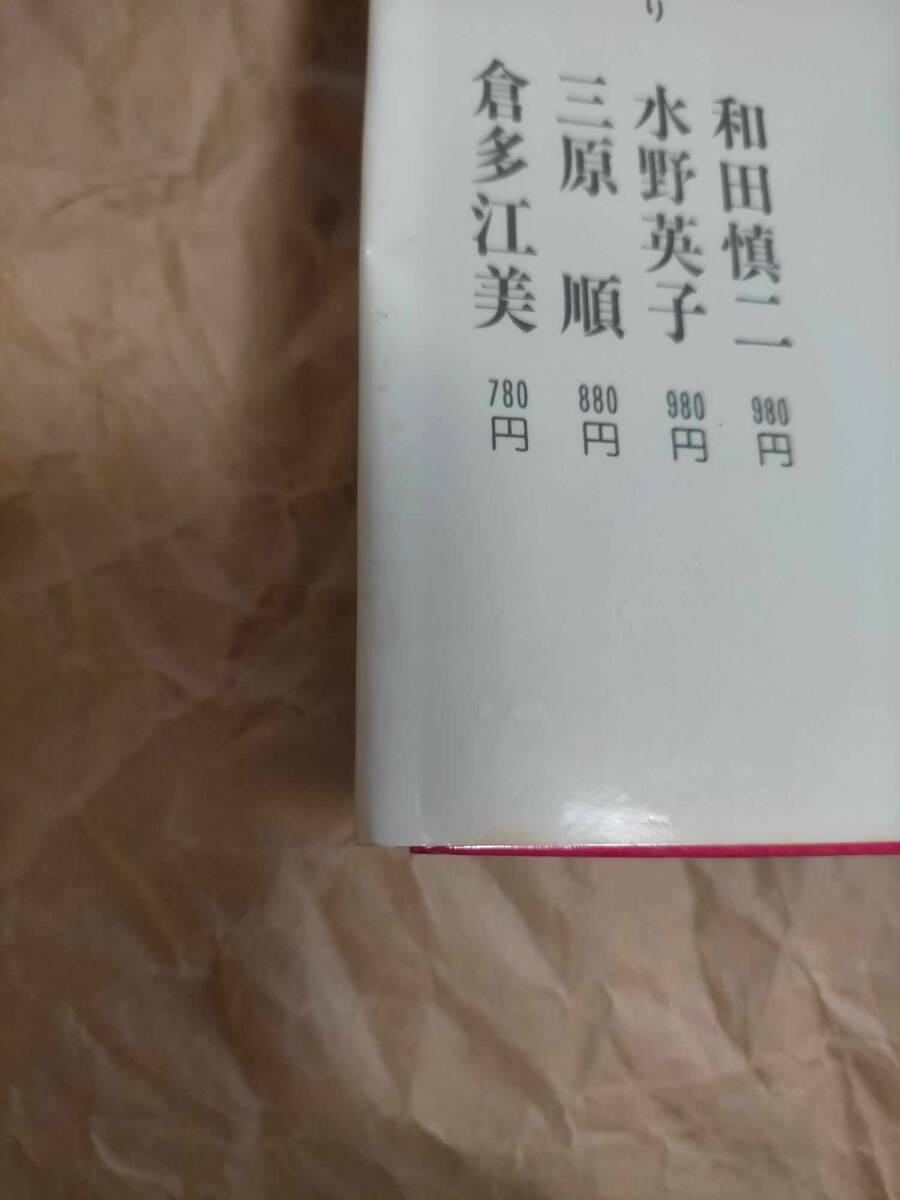 和田慎二 980円
り
水野英子 980円
三原 順 880円
倉多江美 780円